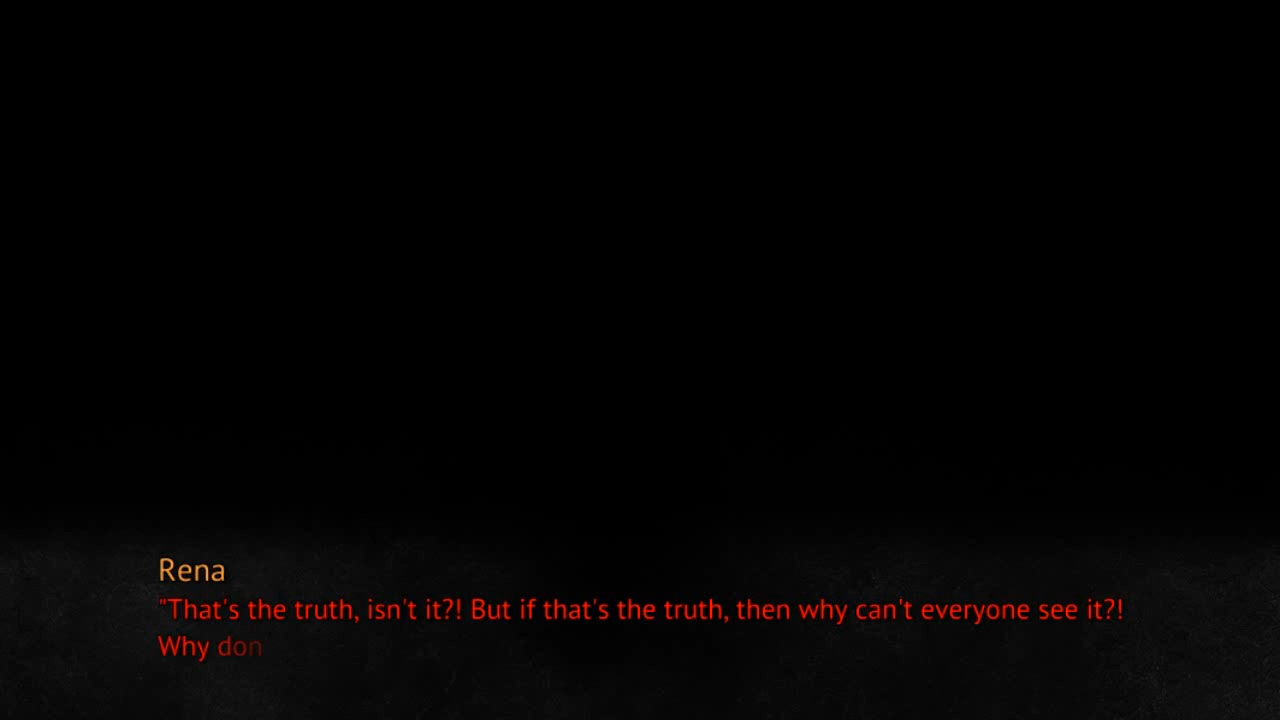 Rena
"That's the truth, isn't it?! But if that's the truth, then why can't everyone see it?!
Why don